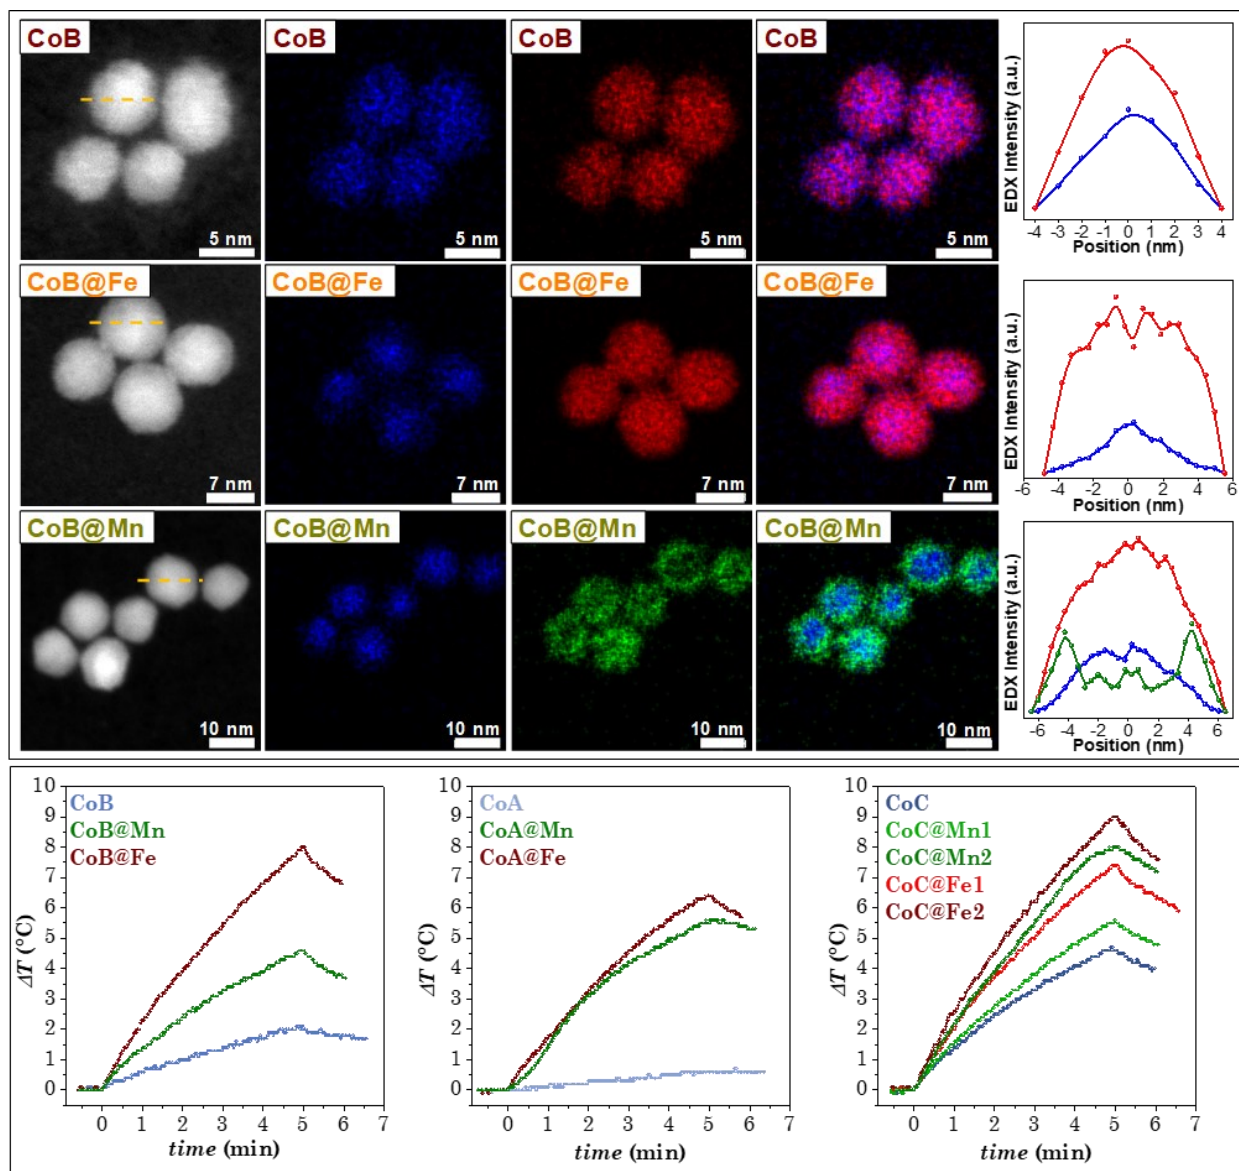 CoB
CoB
CoB
CoB
5 nm
5 nm
5 nm
5 nm
EDX Intensity (a.u.)
-4 -3 -2 -1 0 1 2 3 4
Position (nm)
CoB@Fe
CoB@Fe
CoB@Fe
CoB@Fe
7 nm
7 nm
7 nm
7 nm
EDX Intensity (a.u.)
-6 -4 -2 0 2 4 6
Position (nm)
CoB@Mn
CoB@Mn
CoB@Mn
CoB@Mn
10 nm
10 nm
10 nm
10 nm
EDX Intensity (a.u.)
-6 -4 -2 0 2 4 6
Position (nm)
10
9
8
7
6
5
4
3
2
1
0
ΔT (°C)
CoB
CoB@Mn
CoB@Fe
0 1 2 3 4 5 6 7
time (min)
10
9
8
7
6
5
4
3
2
1
0
ΔT (°C)
CoA
CoA@Mn
CoA@Fe
0 1 2 3 4 5 6 7
time (min)
10
9
8
7
6
5
4
3
2
1
0
ΔT (°C)
CoC
CoC@Mn1
CoC@Mn2
CoC@Fe1
CoC@Fe2
0 1 2 3 4 5 6 7
time (min)